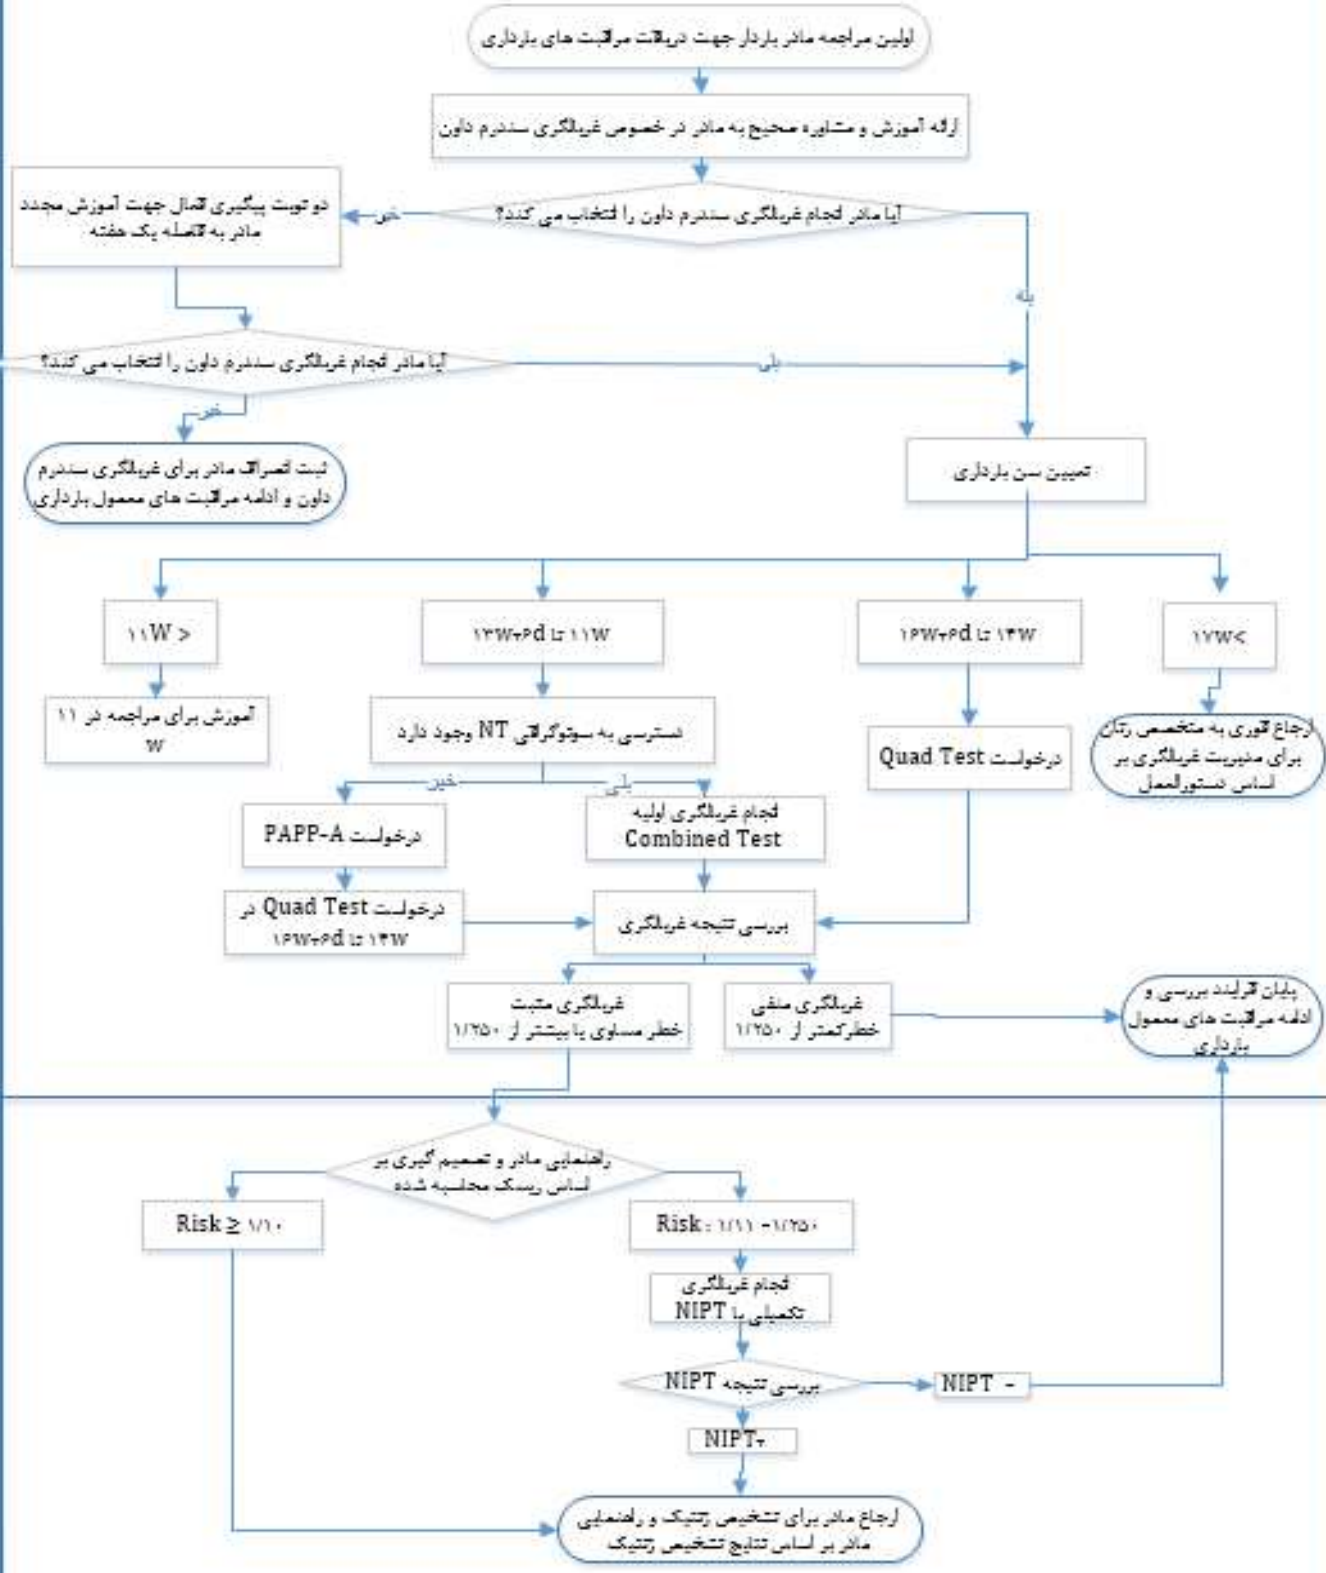 اولین مراجعه مادر باردار جهت دریافت مراقبت های بارداری
ارائه آموزش و مشاوره صحیح به مادر در خصوص غربالگری سندرم داون
آیا مادر انجام غربالگری سندرم داون را انتخاب می کند؟
خیر
دو نوبت پیگیری فعال جهت آموزش مجدد
مادر به فاصله یک هفته
بله
آیا مادر انجام غربالگری سندرم داون را انتخاب می کند؟
بلی
خیر
ثبت انصراف مادر برای غربالگری سندرم
داون و ادامه مراقبت های معمول بارداری
تعیین سن بارداری
۱۷w<
۱۴w تا ۱۶w+۶d
۱۱w تا ۱۳w+۶d
۱۱W >
ارجاع فوری به متخصص زنان
برای مدیریت غربالگری بر
اساس دستورالعمل
درخواست Quad Test
دسترسی به سونوگرافی NT وجود دارد
آموزش برای مراجعه در ۱۱
w
بلی
خیر
انجام غربالگری اولیه
Combined Test
درخواست PAPP-A
درخواست Quad Test در
۱۴w تا ۱۶w+۶d
بررسی نتیجه غربالگری
غربالگری منفی
خطرکمتر از ۱/۲۵۰
غربالگری مثبت
خطر مساوی یا بیشتر از ۱/۲۵۰
پایان فرایند بررسی و
ادامه مراقبت های معمول
بارداری
راهنمایی مادر و تصمیم گیری بر
اساس ریسک محاسبه شده
Risk : ۱/۱۱ -۱/۲۵۰
Risk ≥ ۱/۱۰
انجام غربالگری
تکمیلی با NIPT
بررسی نتیجه NIPT
NIPT -
NIPT+
ارجاع مادر برای تشخیص ژنتیک و راهنمایی
مادر بر اساس نتایج تشخیص ژنتیک